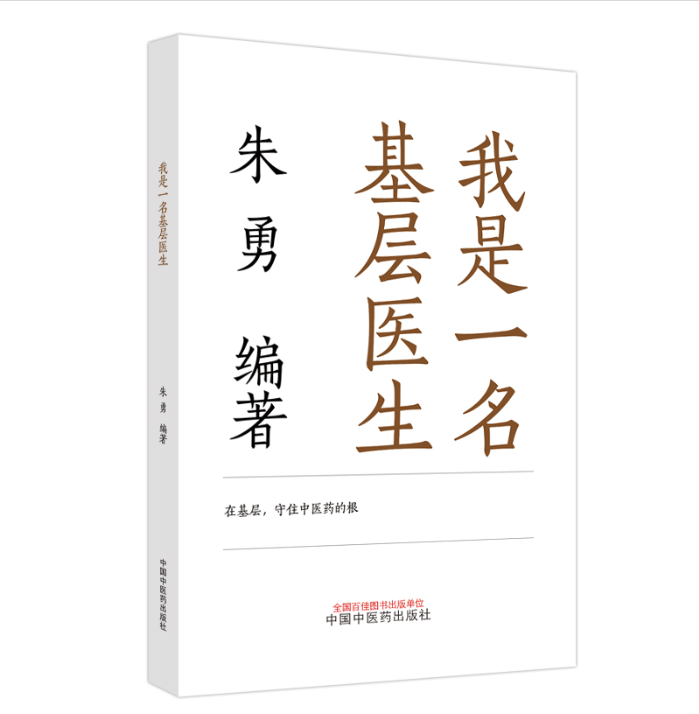 我是一名
基层医生
朱勇 编著
在基层，守住中医药的根
全国百佳图书出版单位
中国中医药出版社
我是一名基层医生
朱勇 编著
中国中医药出版社